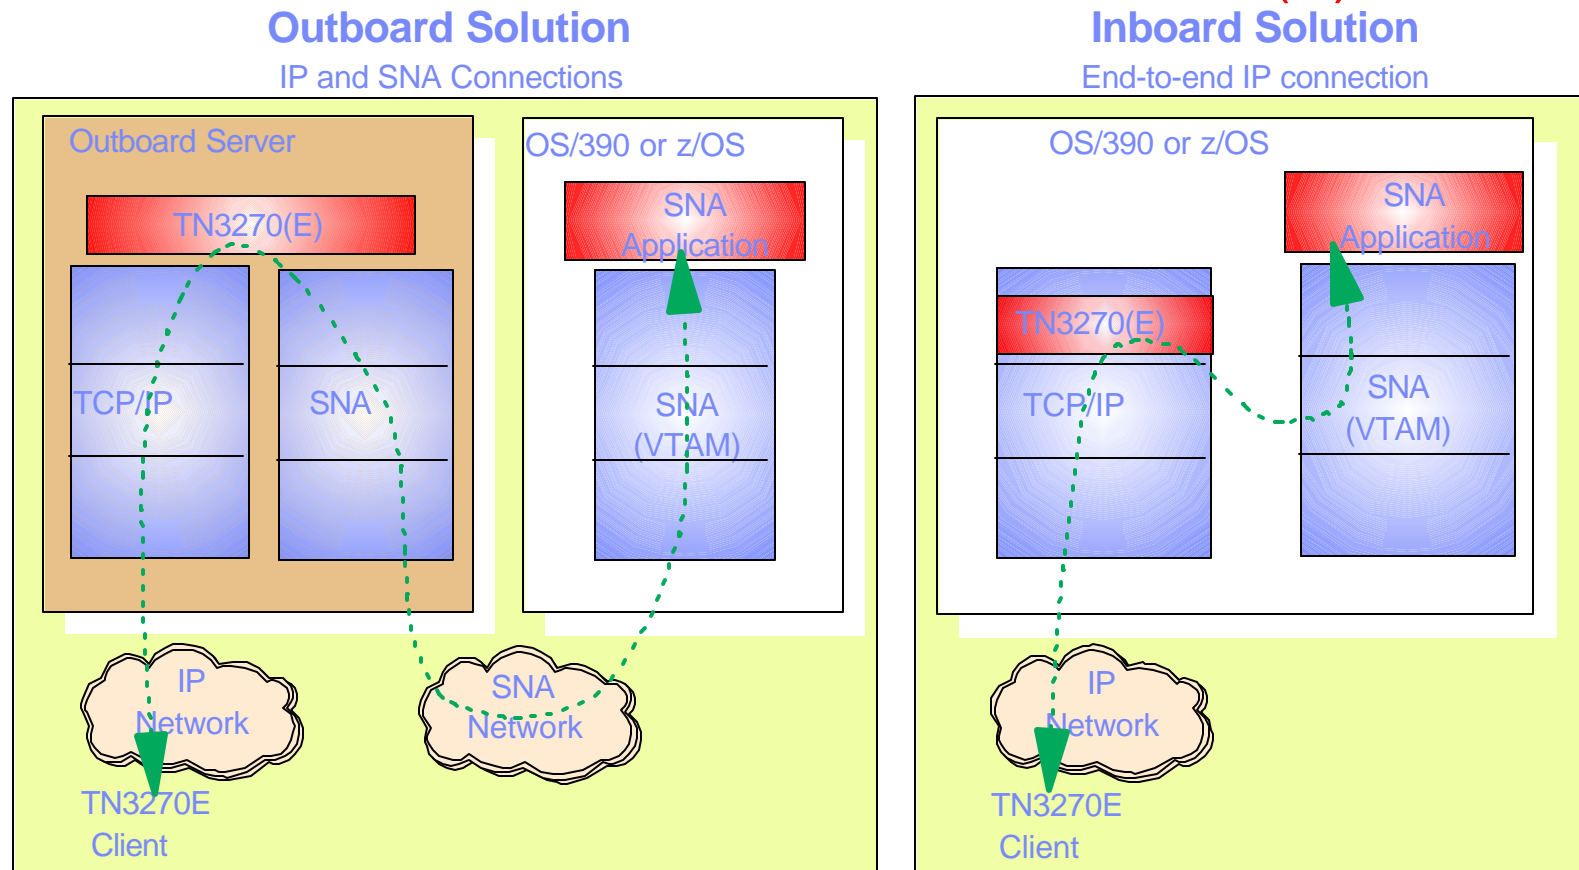 Outboard Solution
IP and SNA Connections
Outboard Server
TN3270(E)
TCP/IP
SNA
OS/390 or z/OS
SNA
Application
SNA
(VTAM)
IP
Network
SNA
Network
TN3270E
Client
Inboard Solution
End-to-end IP connection
OS/390 or z/OS
SNA
Application
TN3270(E)
TCP/IP
SNA
(VTAM)
IP
Network
TN3270E
Client